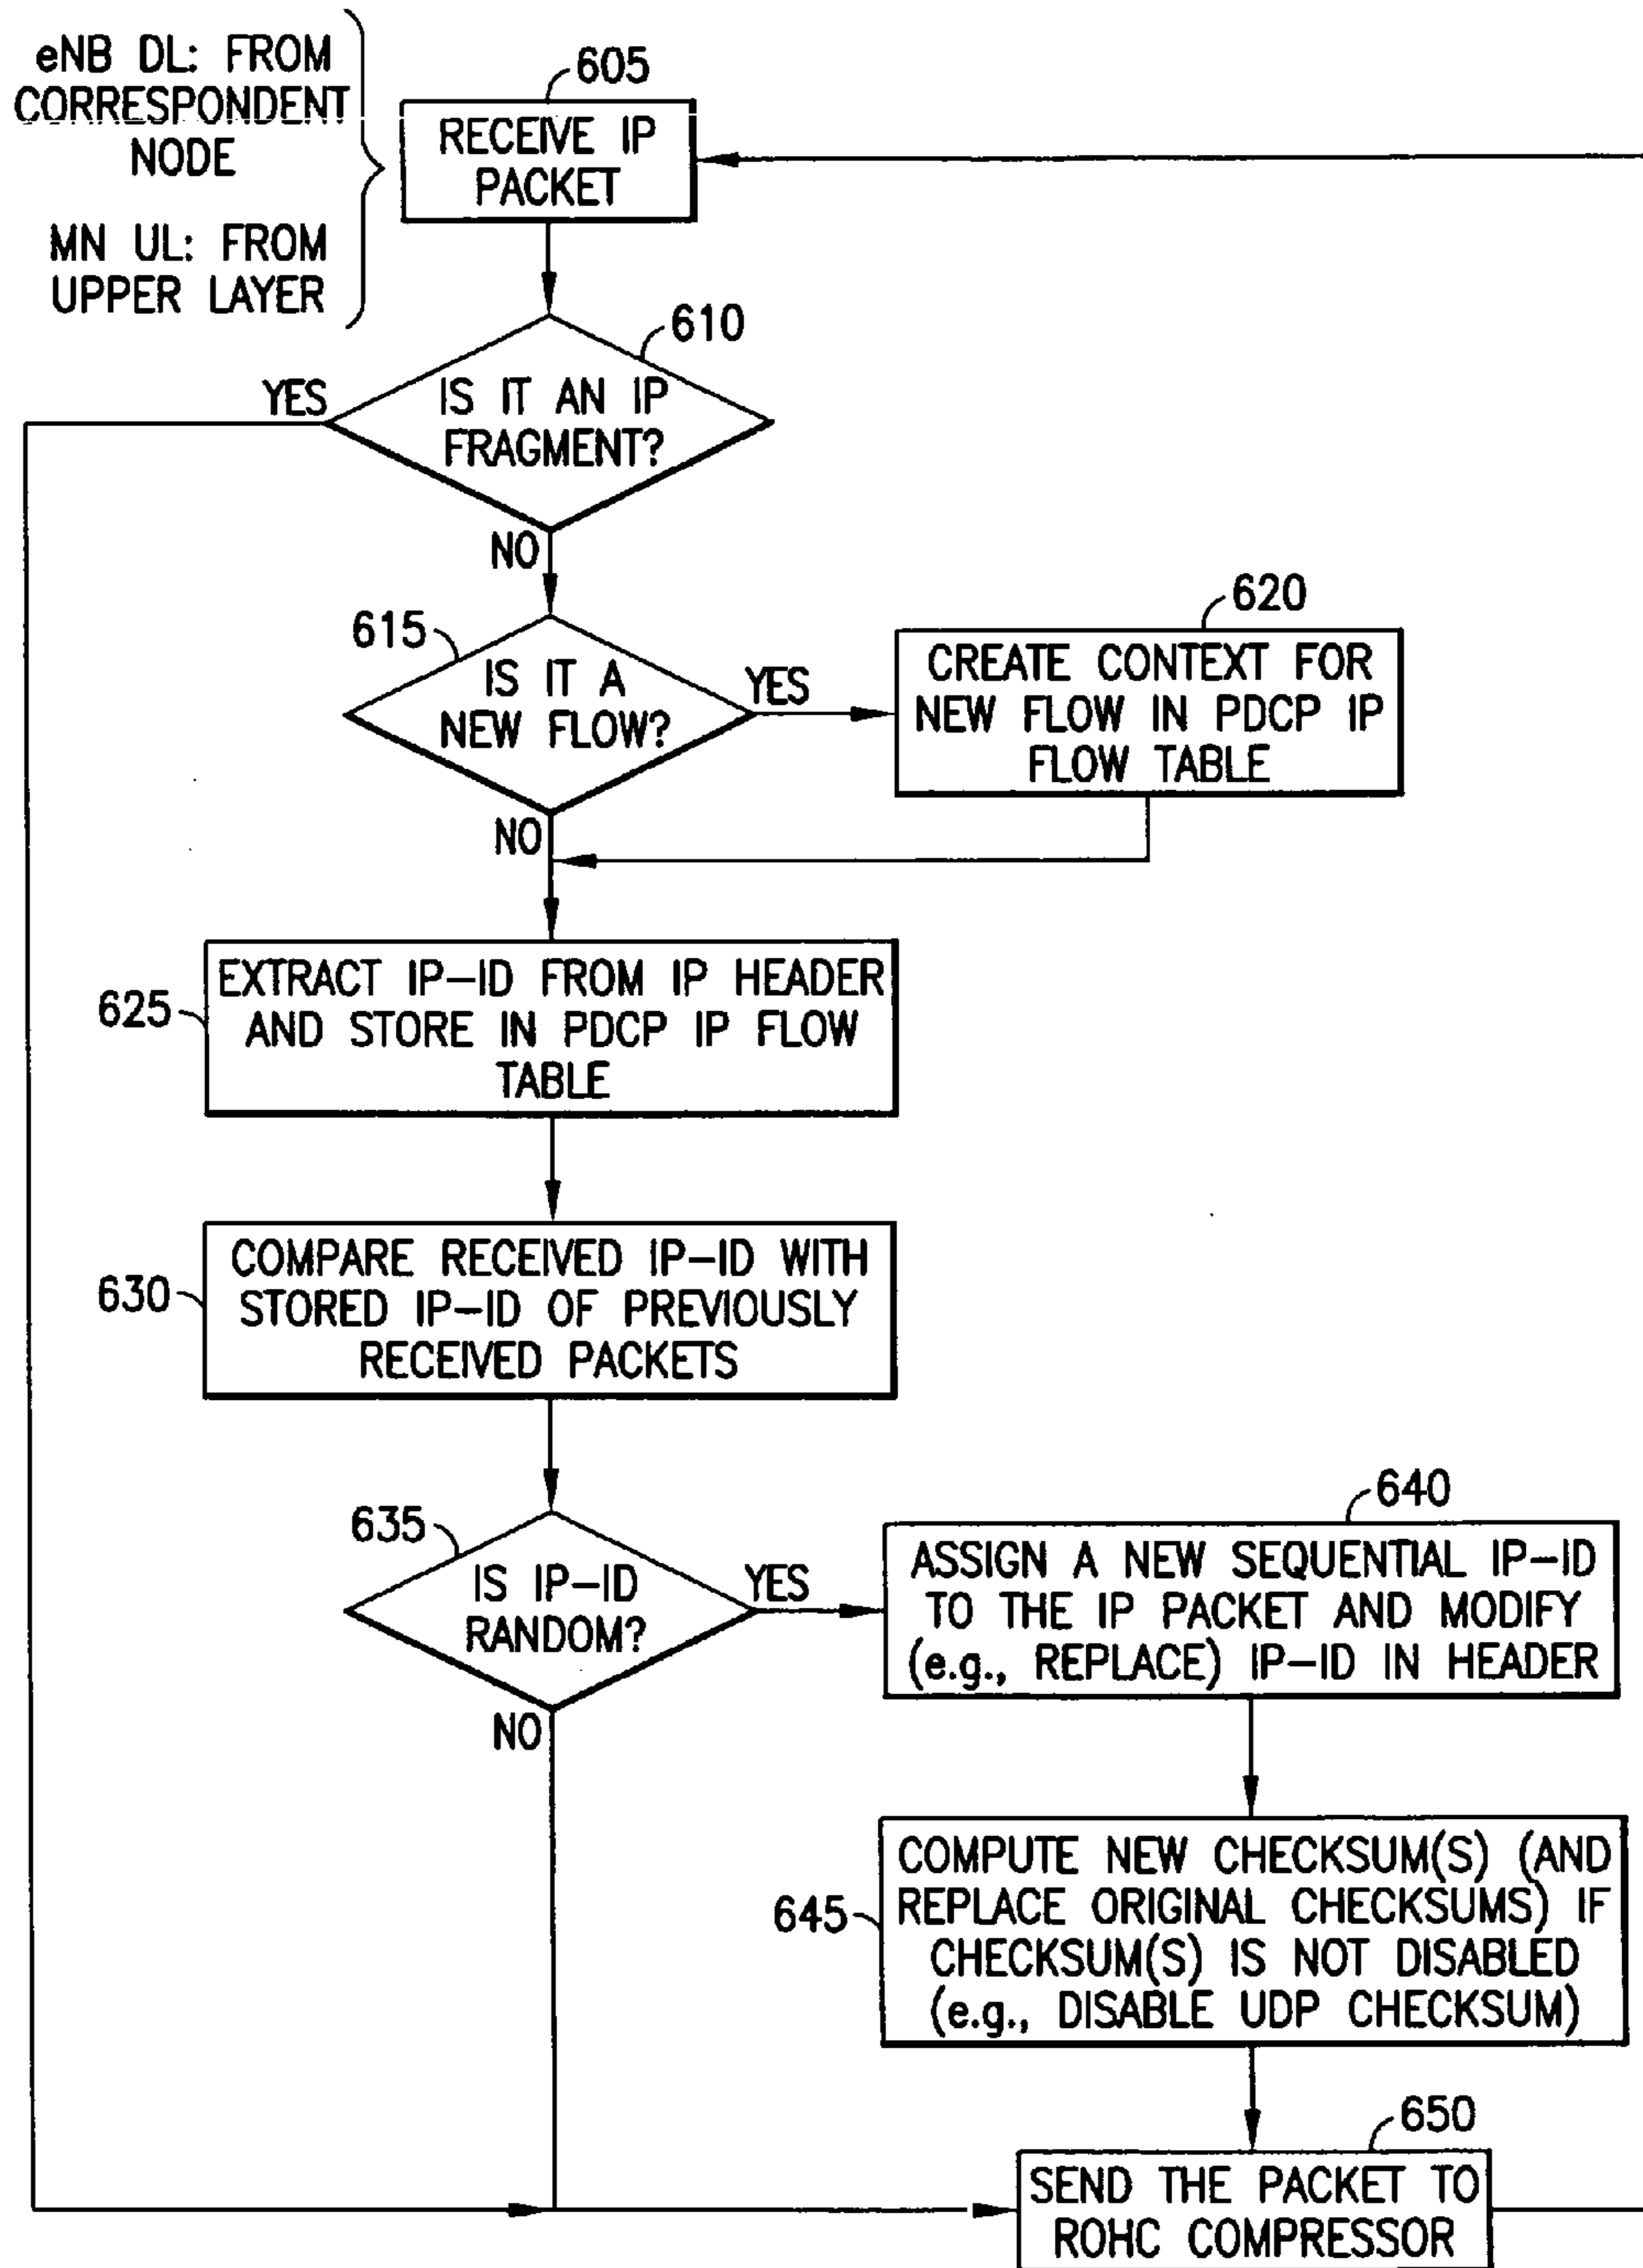 eNB DL: FROM
CORRESPONDENT
NODE
MN UL: FROM
UPPER LAYER
605
RECEIVE IP
PACKET
610
YES
IS IT AN IP
FRAGMENT?
NO
615
IS IT A
NEW FLOW?
YES
620
CREATE CONTEXT FOR
NEW FLOW IN PDCP IP
FLOW TABLE
NO
625
EXTRACT IP-ID FROM IP HEADER
AND STORE IN PDCP IP FLOW
TABLE
630
COMPARE RECEIVED IP-ID WITH
STORED IP-ID OF PREVIOUSLY
RECEIVED PACKETS
635
IS IP-ID
RANDOM?
YES
640
ASSIGN A NEW SEQUENTIAL IP-ID
TO THE IP PACKET AND MODIFY
(e.g., REPLACE) IP-ID IN HEADER
NO
645
COMPUTE NEW CHECKSUM(S) (AND
REPLACE ORIGINAL CHECKSUMS) IF
CHECKSUM(S) IS NOT DISABLED
(e.g., DISABLE UDP CHECKSUM)
650
SEND THE PACKET TO
ROHC COMPRESSOR